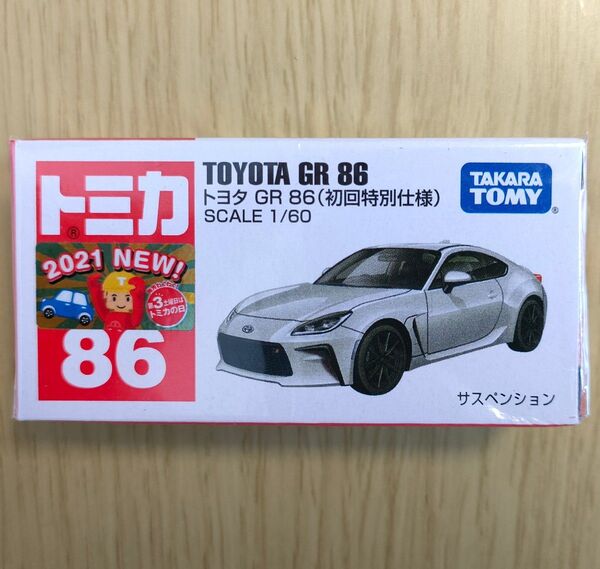 トミカ
®
2021 NEW!
T
第3土曜日は
トミカの日
86
TOYOTA GR 86
トヨタ GR 86(初回特別仕様)
SCALE 1/60
TAKARA
TOMY
®
サスペンション